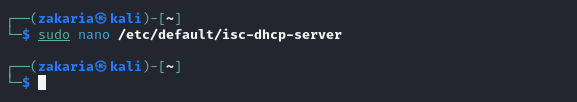 ┌──(zakaria㉿kali)-[~]
└─$ sudo nano /etc/default/isc-dhcp-server
┌──(zakaria㉿kali)-[~]
└─$